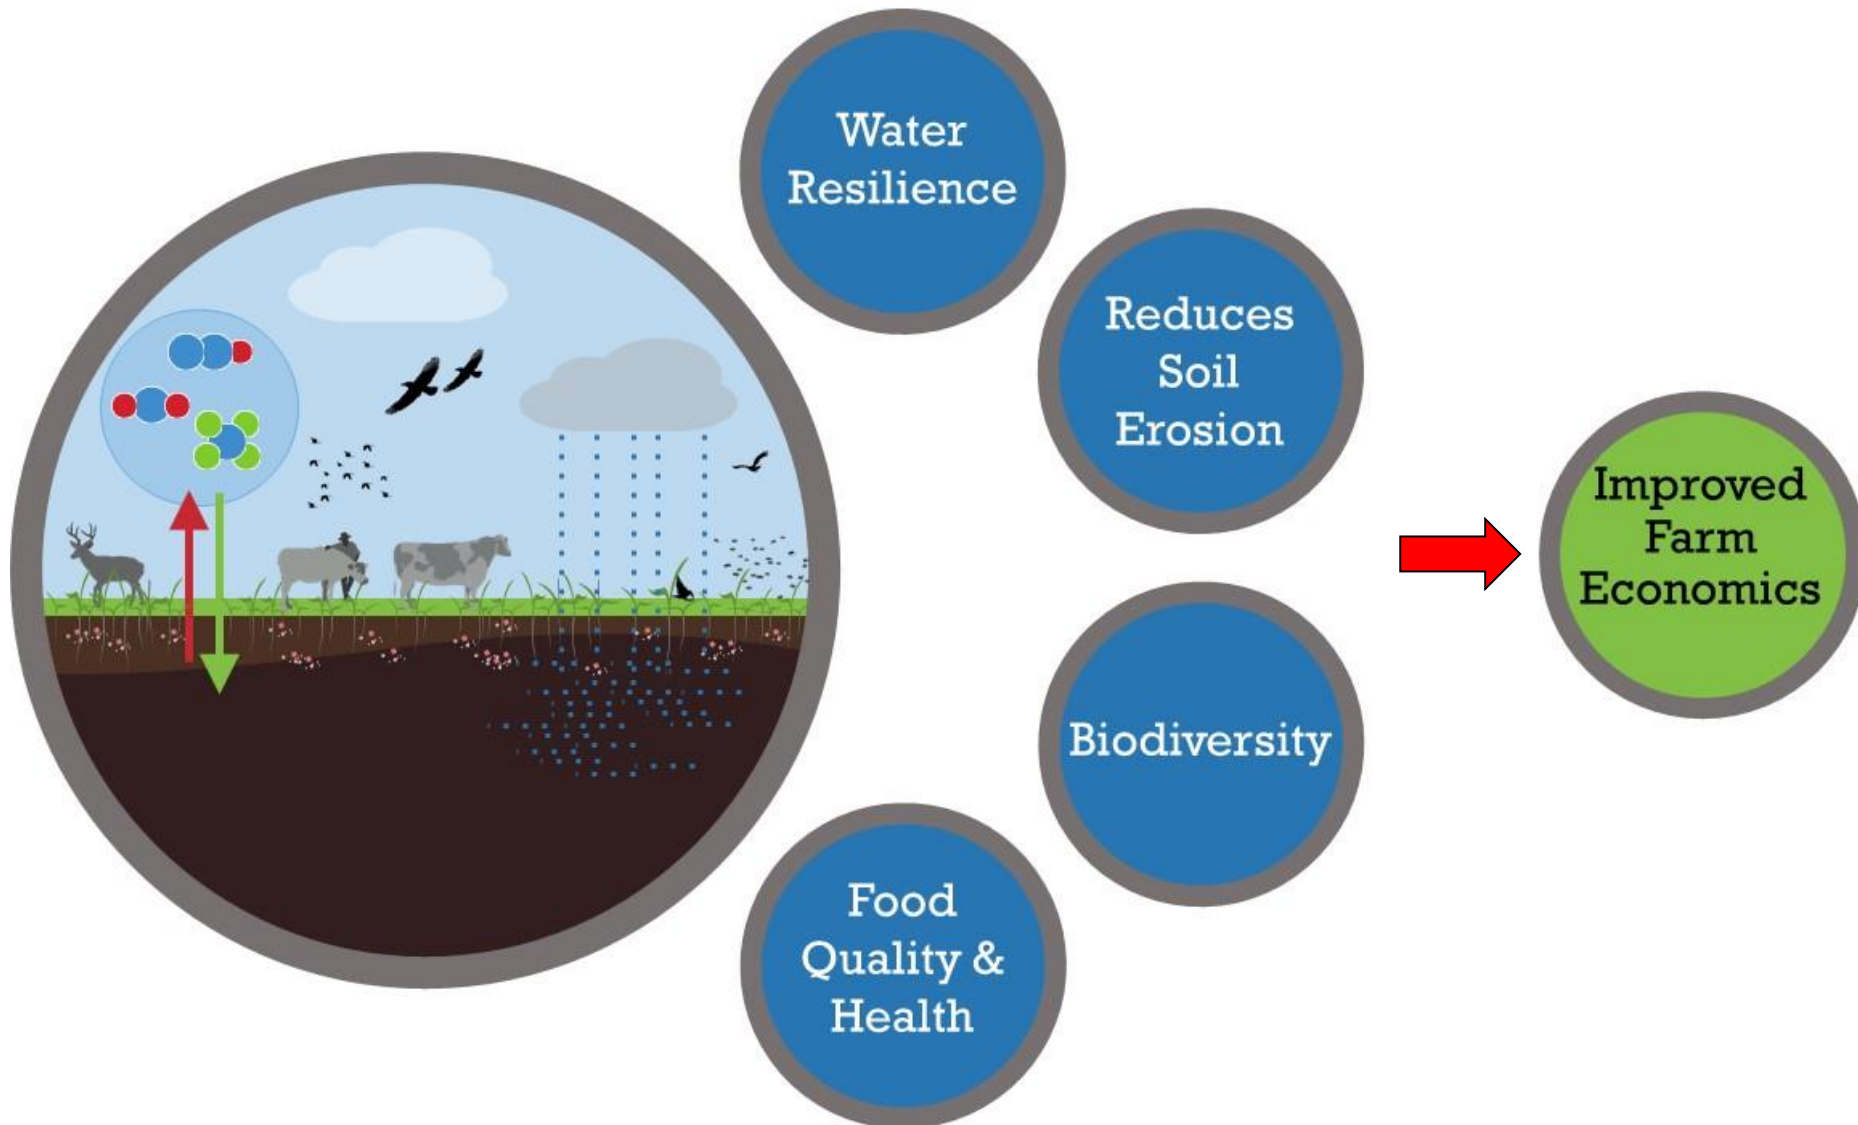 Water
Resilience
Reduces
Soil
Erosion
Biodiversity
Food
Quality &
Health
Improved
Farm
Economics